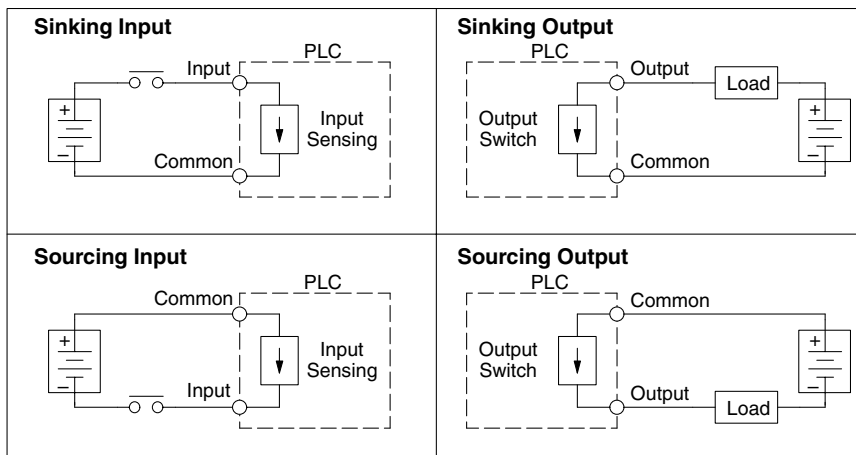 Sinking Input
PLC
Input
+
Input
Sensing
–
Common
Sinking Output
PLC
Output
Load
+
Output
Switch
–
Common
Sourcing Input
PLC
Common
+
Input
Sensing
–
Input
Sourcing Output
PLC
Common
+
Output
Switch
–
Output
Load